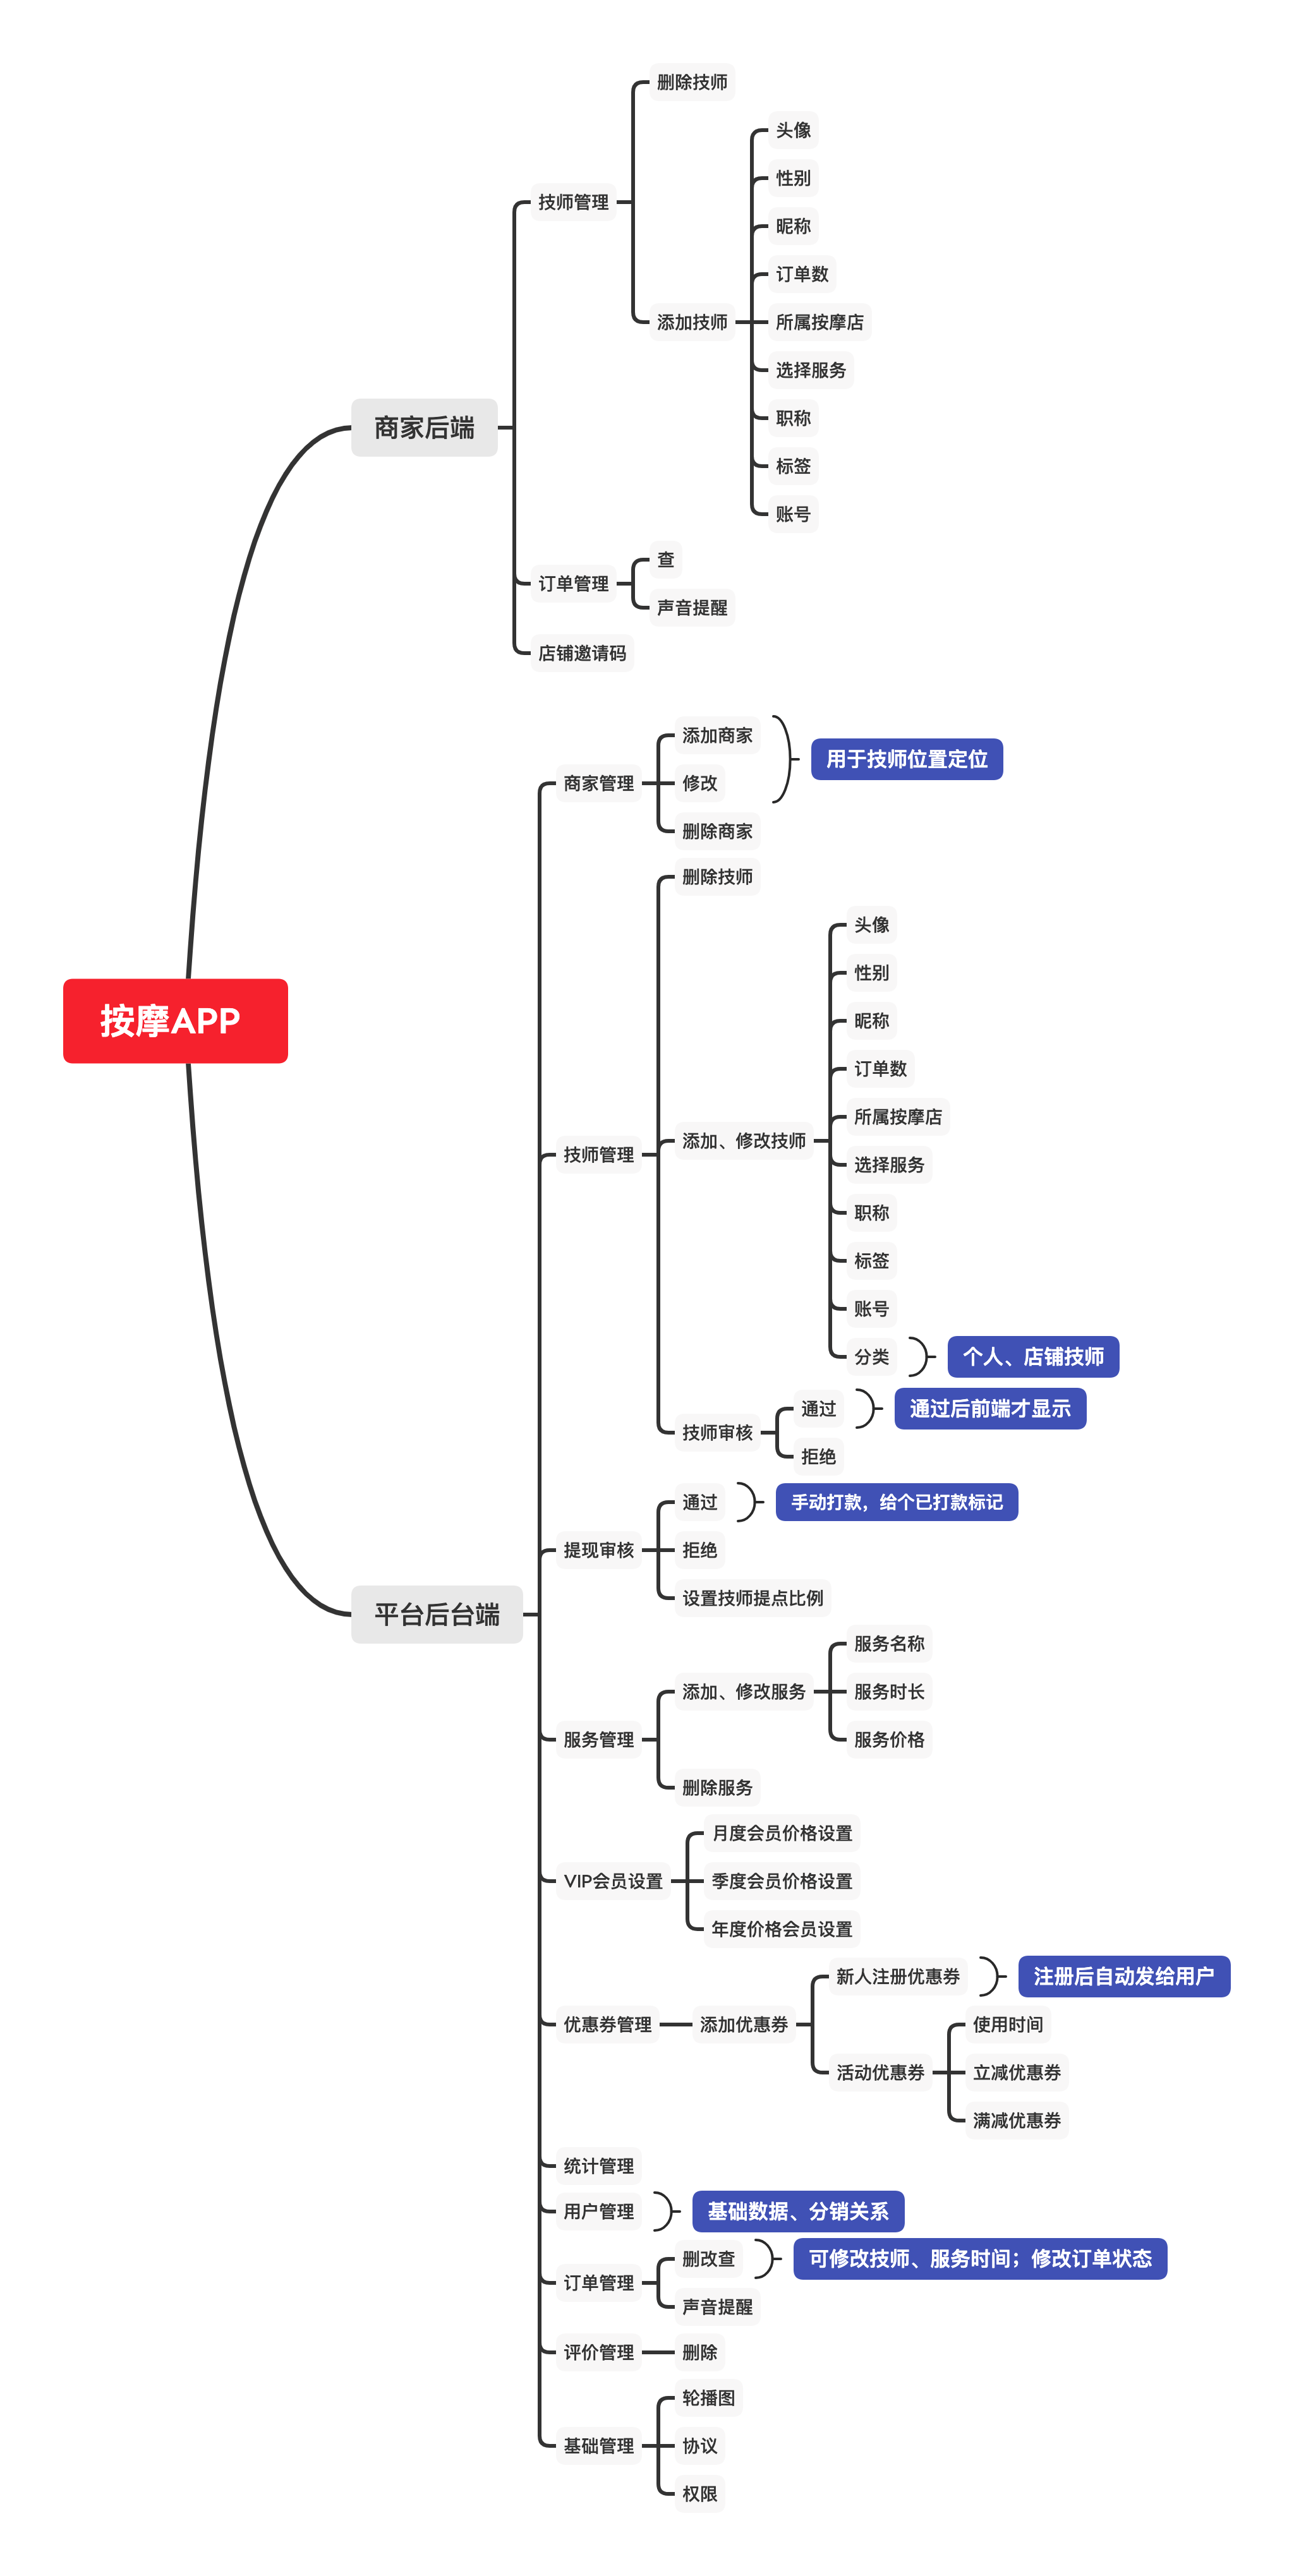 按摩APP
商家后端
技师管理
删除技师
添加技师
头像
性别
昵称
订单数
所属按摩店
选择服务
职称
标签
账号
订单管理
查
声音提醒
店铺邀请码
平台后台端
商家管理
添加商家
修改
用于技师位置定位
删除商家
技师管理
删除技师
添加、修改技师
头像
性别
昵称
订单数
所属按摩店
选择服务
职称
标签
账号
分类
个人、店铺技师
技师审核
通过
通过后前端才显示
拒绝
提现审核
通过
手动打款，给个已打款标记
拒绝
设置技师提点比例
服务管理
添加、修改服务
服务名称
服务时长
服务价格
删除服务
VIP会员设置
月度会员价格设置
季度会员价格设置
年度价格会员设置
优惠券管理
添加优惠券
新人注册优惠券
注册后自动发给用户
活动优惠券
使用时间
立减优惠券
满减优惠券
统计管理
用户管理
基础数据、分销关系
订单管理
删改查
可修改技师、服务时间；修改订单状态
声音提醒
评价管理
删除
基础管理
轮播图
协议
权限